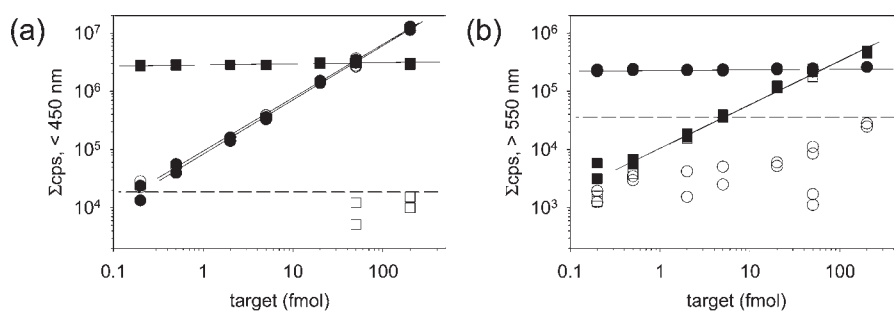 (a)
Σcps, < 450 nm
10⁷
10⁶
10⁵
10⁴
0.1 1 10 100
target (fmol)
(b)
Σcps, > 550 nm
10⁶
10⁵
10⁴
10³
0.1 1 10 100
target (fmol)